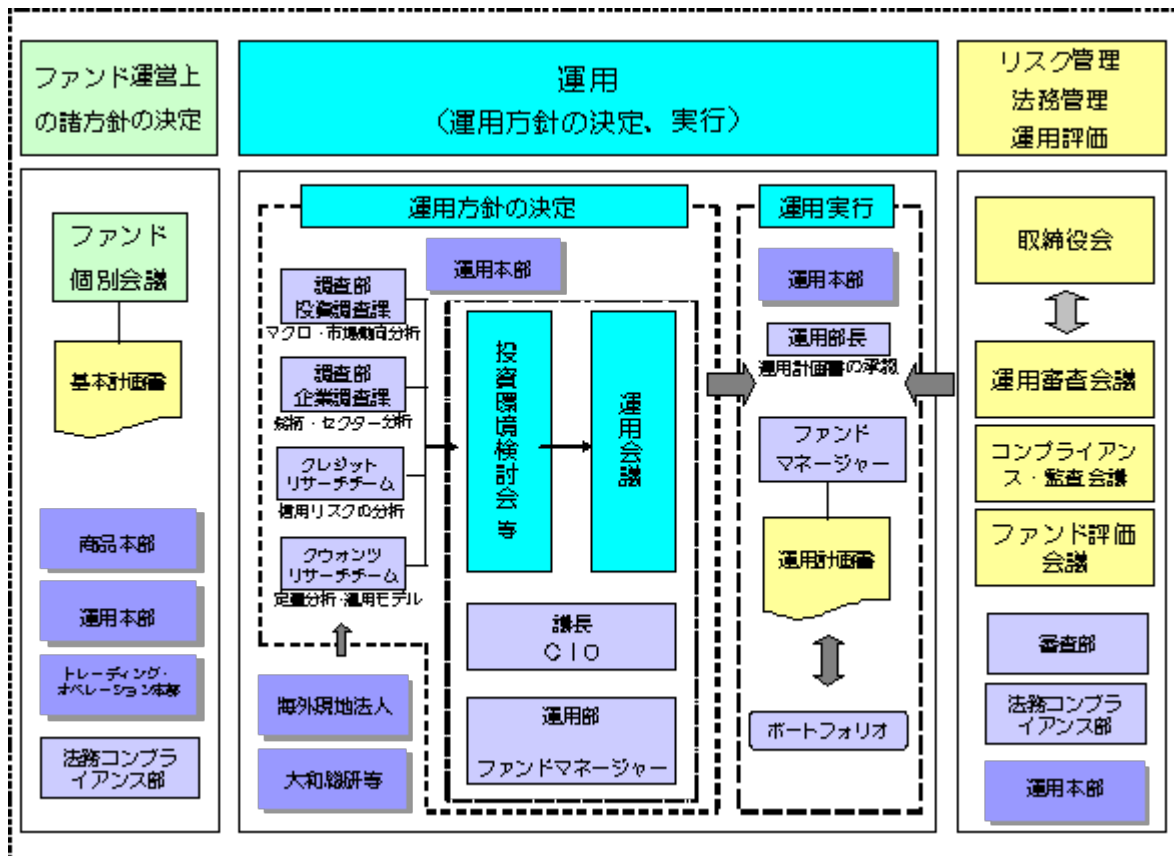 ファンド運営上
の諸方針の決定
運用
（運用方針の決定、実行）
リスク管理
法務管理
運用評価
ファンド
個別会議
基本計画書
商品本部
運用本部
トレーディング・
オペレーション本部
法務コンプラ
イアンス部
運用方針の決定
運用本部
調査部
投資調査課
マクロ・市場動向分析
調査部
企業調査課
銘柄・セクター分析
クレジット
リサーチチーム
信用リスクの分析
クウォンツ
リサーチチーム
定量分析・運用モデル
海外現地法人
大和総研等
投資環境検討会 等
運用会議
議長
ＣＩＯ
運用部
ファンドマネージャー
運用実行
運用本部
運用部長
運用計画書の承認
ファンド
マネージャー
運用計画書
ポートフォリオ
取締役会
運用審査会議
コンプライアン
ス・監査会議
ファンド評価
会議
審査部
法務コンプラ
イアンス部
運用本部